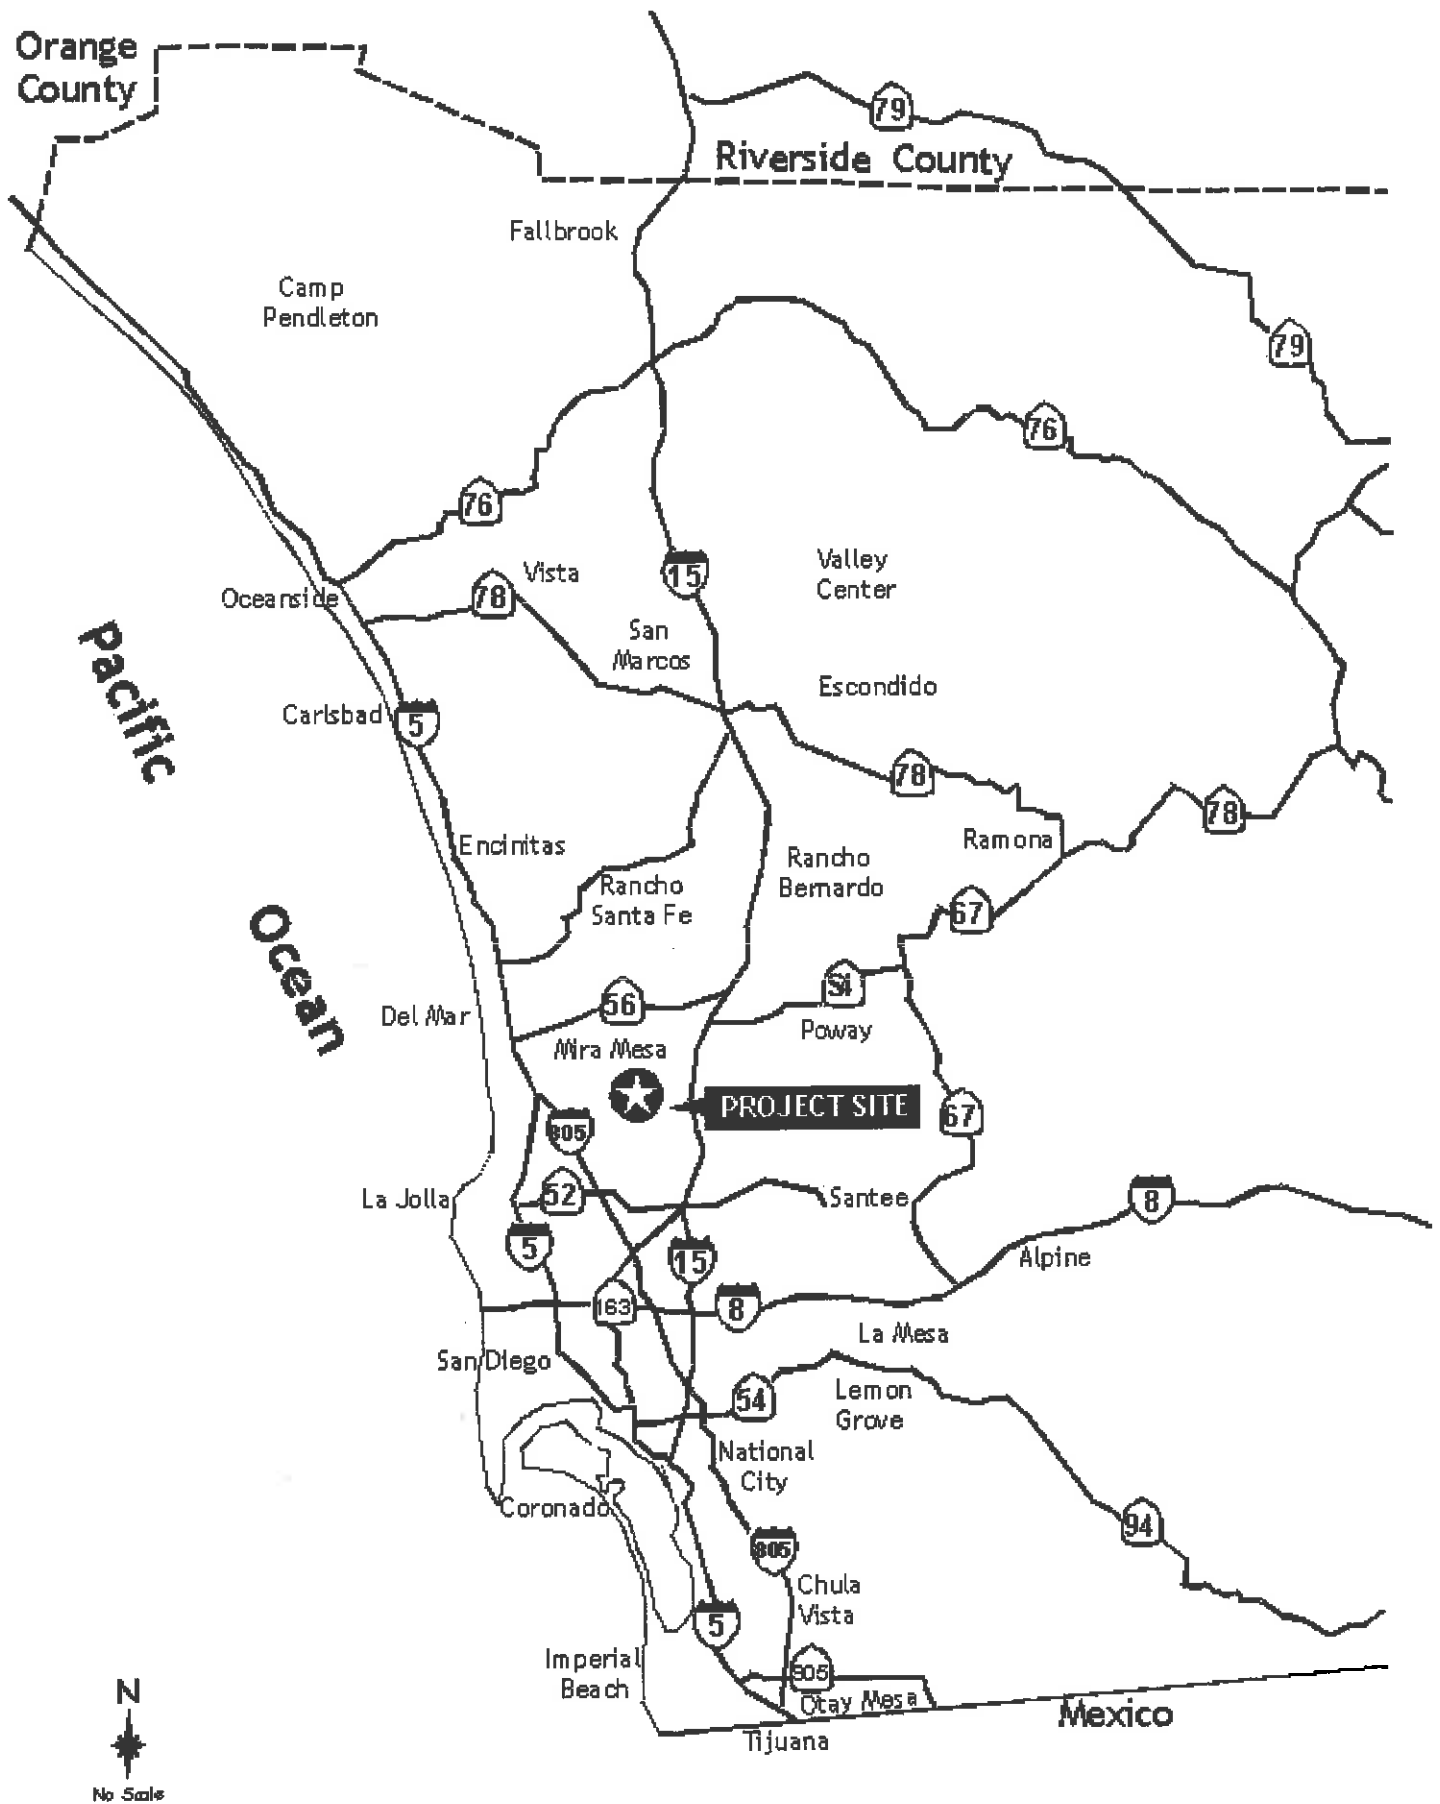 Orange
County
79
Riverside County
Fallbrook
Camp
Pendleton
79
76
76
Vista
15
Valley
Center
78
Oceanside
San
Marcos
Pacific
Escondido
Carlsbad
5
78
78
Encinitas
Ramona
Rancho
Bernardo
Rancho
Santa Fe
67
Ocean
54
56
Del Mar
Poway
Mira Mesa
PROJECT SITE
67
805
52
La Jolla
Santee
8
5
15
Alpine
163
8
La Mesa
San Diego
54
Lemon
Grove
National
City
Coronado
94
805
Chula
Vista
5
Imperial
Beach
905
Otay Mesa
Mexico
Tijuana
N
No Scale